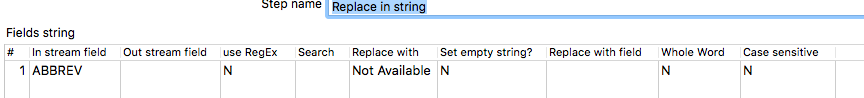 Step name Replace in string
Fields string
# In stream field Out stream field use RegEx Search Replace with Set empty string? Replace with field Whole Word Case sensitive
1 ABBREV N Not Available N N N